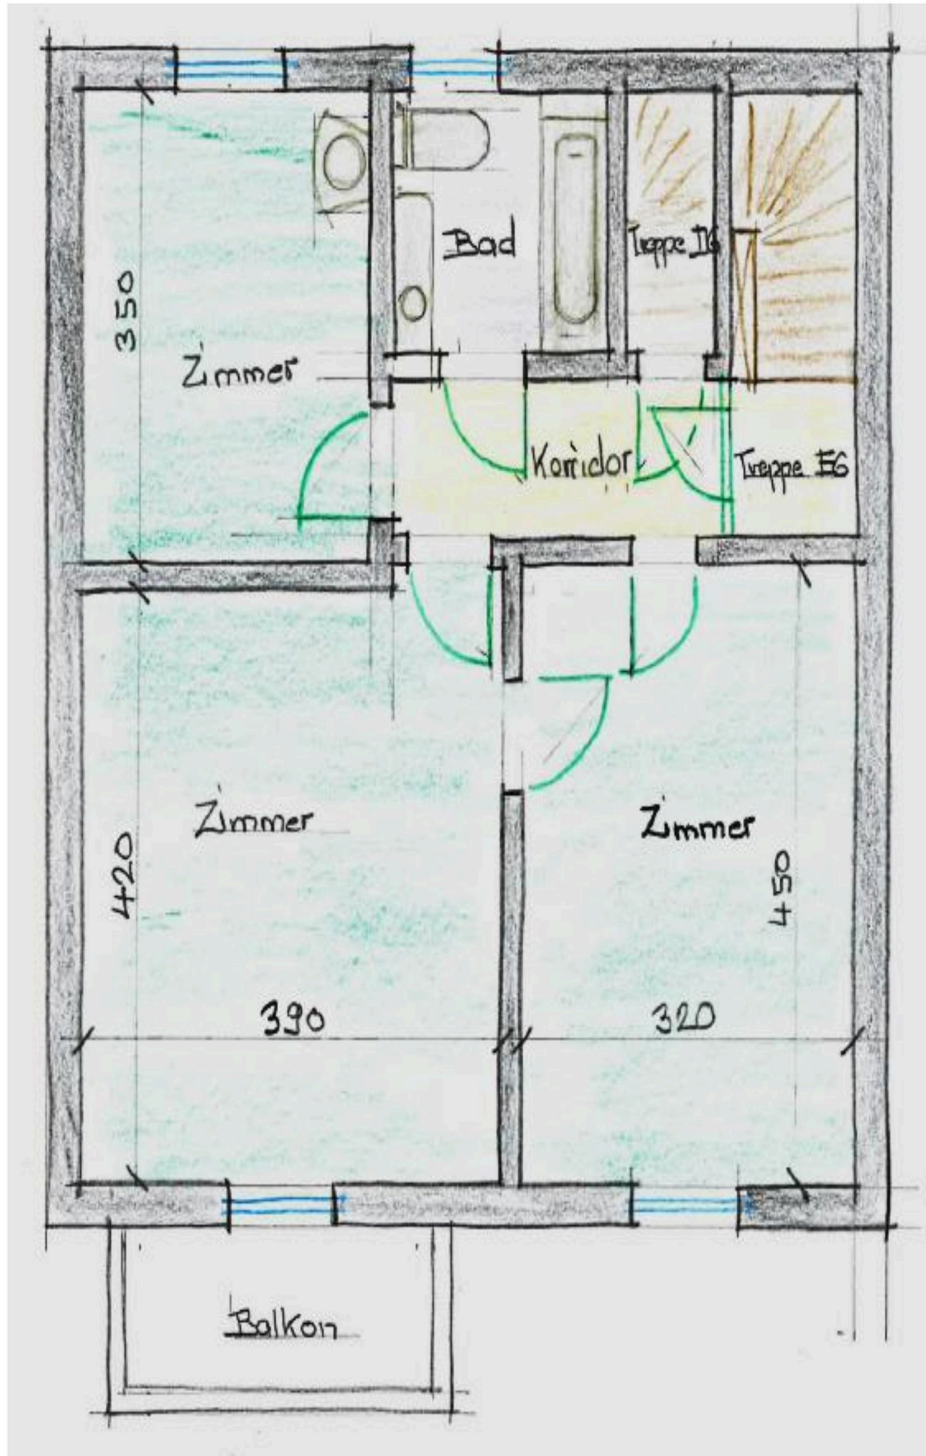 Bad
Treppe DG
350
Zimmer
Korridor
Treppe EG
Zimmer
Zimmer
420
450
390
320
Balkon